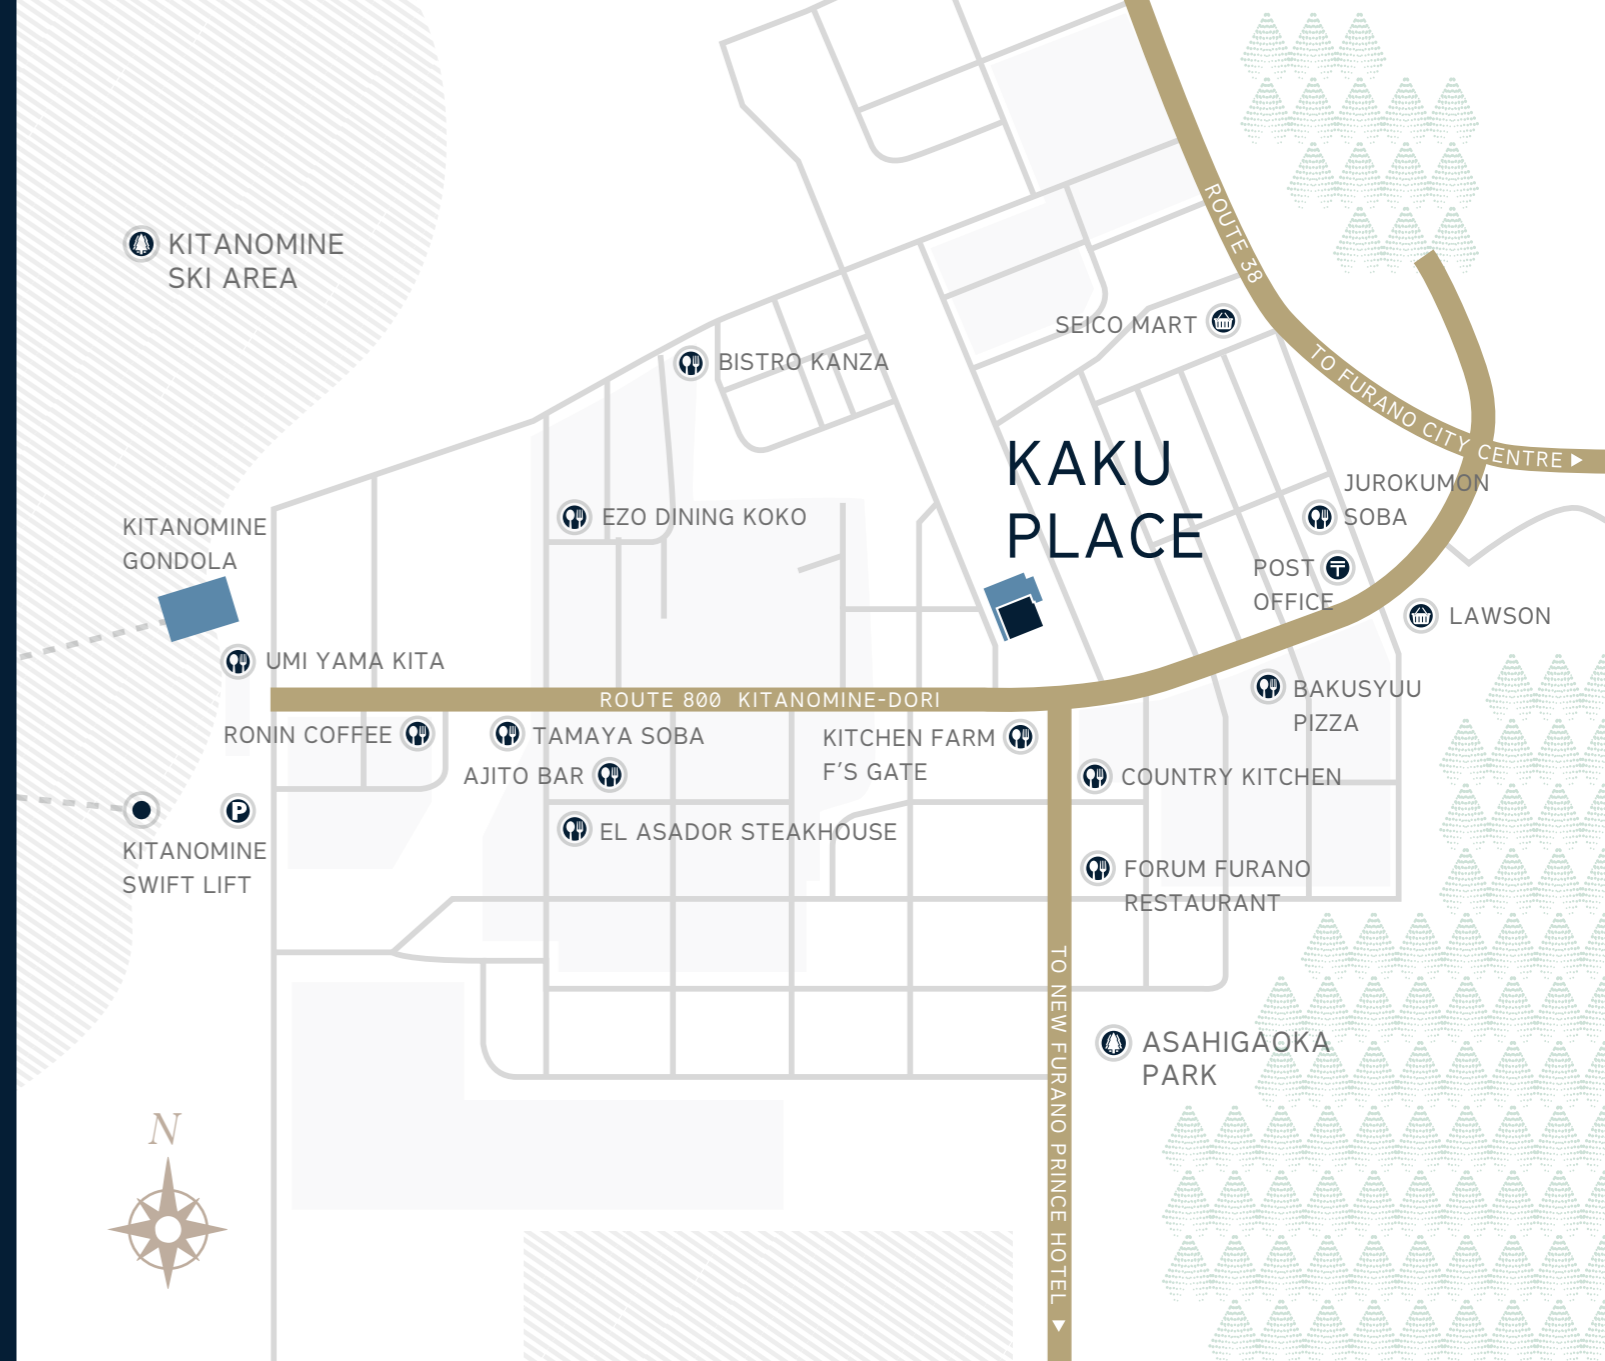 ROUTE 38
KITANOMINE
SKI AREA
SEICO MART
TO FURANO CITY CENTRE
BISTRO KANZA
KAKU
PLACE
JUROKUMON
SOBA
EZO DINING KOKO
KITANOMINE
GONDOLA
POST
OFFICE
LAWSON
UMI YAMA KITA
ROUTE 800 KITANOMINE-DORI
BAKUSYUU
PIZZA
RONIN COFFEE
TAMAYA SOBA
KITCHEN FARM
F'S GATE
AJITO BAR
COUNTRY KITCHEN
P
EL ASADOR STEAKHOUSE
KITANOMINE
SWIFT LIFT
FORUM FURANO
RESTAURANT
TO NEW FURANO PRINCE HOTEL
ASAHIGAOKA
PARK
N